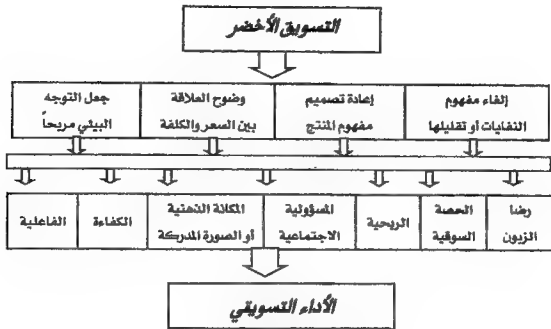 التسويق الأخضر
إلغاء مفهوم
النفايات أو تقليلها
إعادة تصميم
مفهوم المنتج
وضوح العلاقة
بين السعر والكلفة
جعل التوجه
البيئي مريحاً
رضا
الزبون
الحصة
السوقية
الربحية
المسؤولية
الاجتماعية
المكانة الذهنية
أو الصورة المدركة
الكفاءة
الفاعلية
الأداء التسويقي